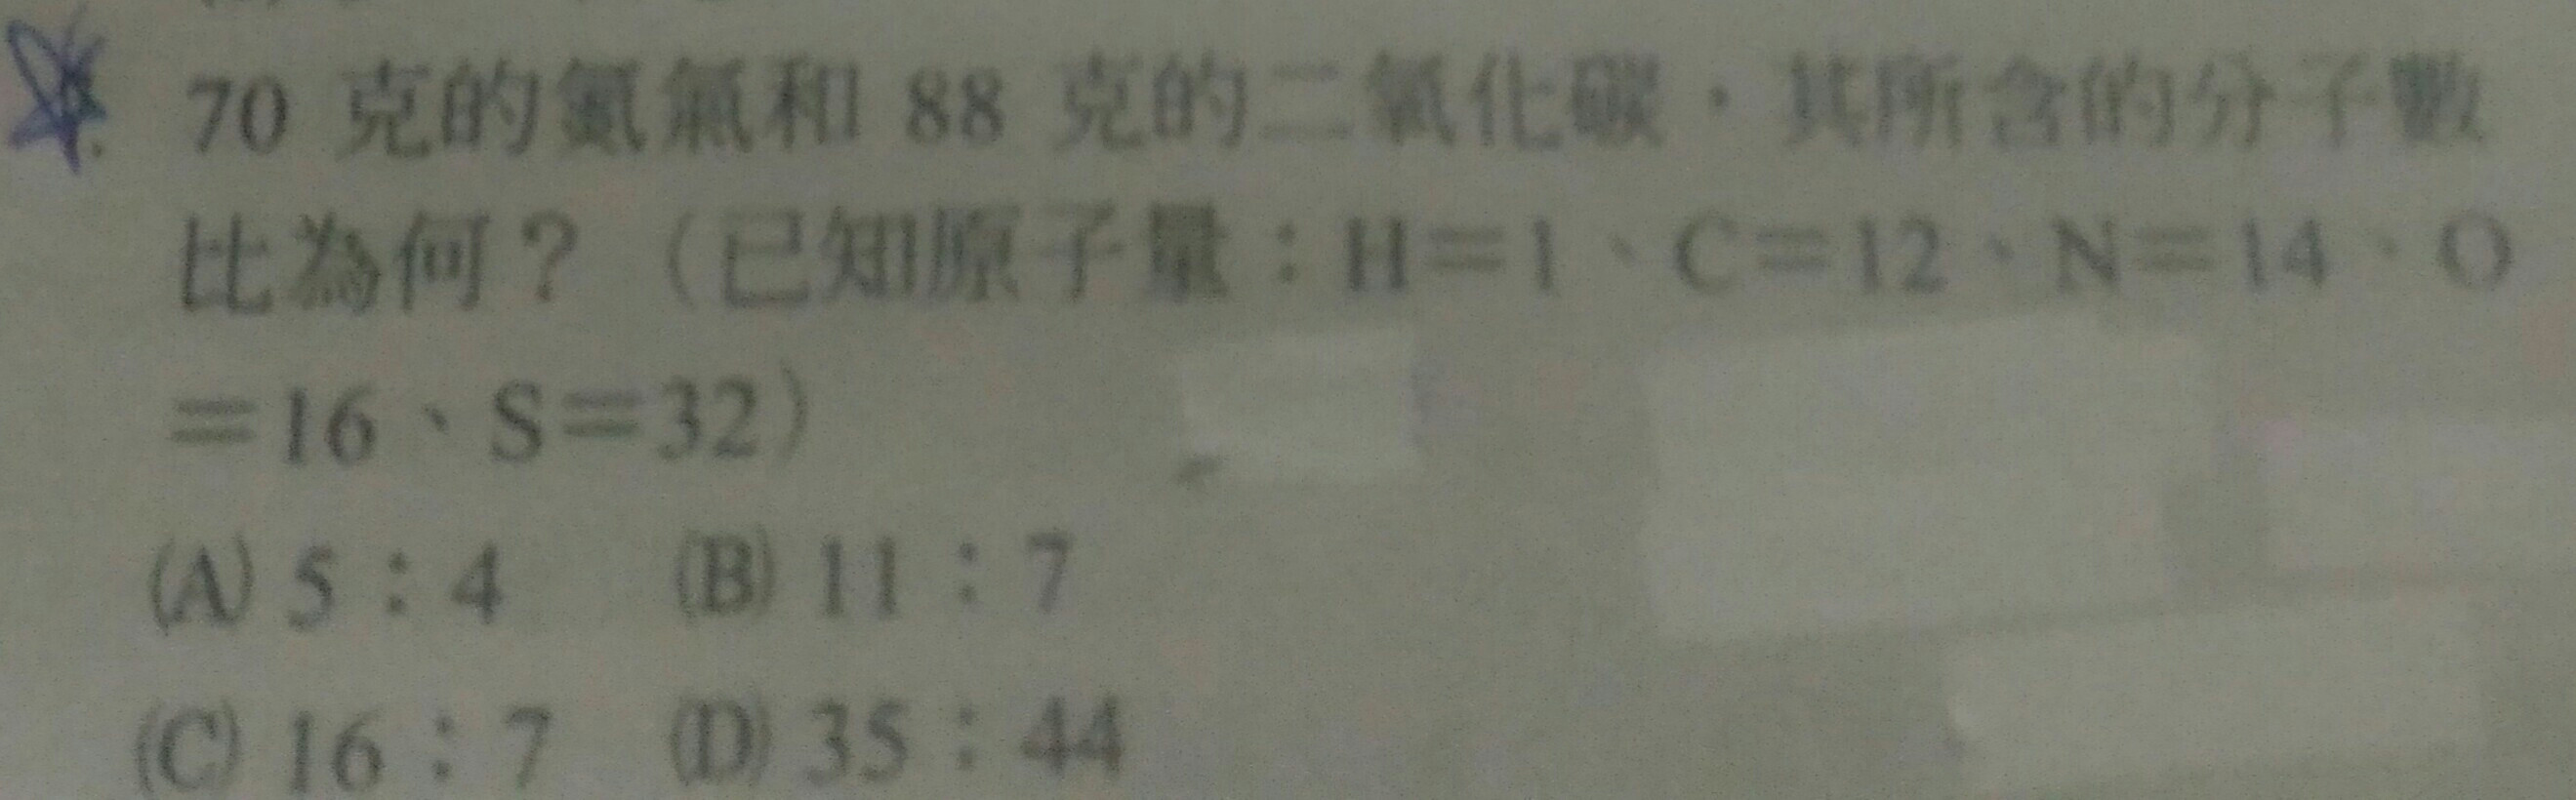 70 克的氮氣和 88 克的二氧化碳，其所含的分子數
比為何？（已知原子量：H＝1、C＝12、N＝14、O
＝16、S＝32）
(A) 5：4 (B) 11：7
(C) 16：7 (D) 35：44